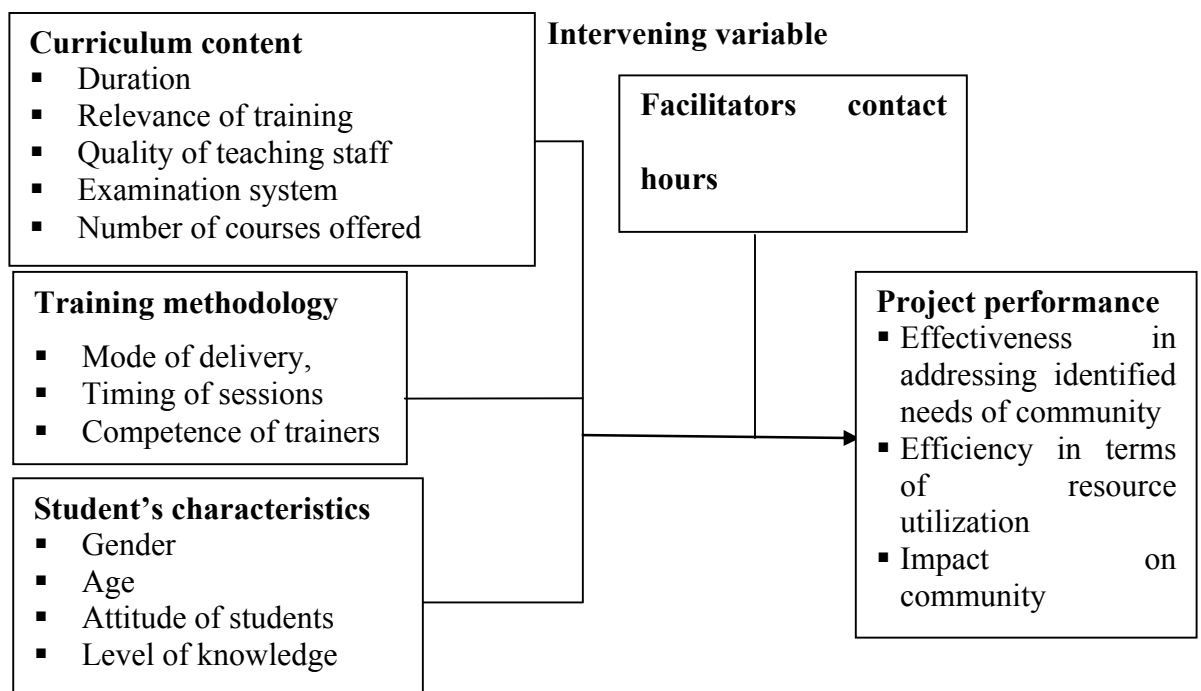 Curriculum content
▪ Duration
▪ Relevance of training
▪ Quality of teaching staff
▪ Examination system
▪ Number of courses offered
Intervening variable
Facilitators contact
hours
Training methodology
▪ Mode of delivery,
▪ Timing of sessions
▪ Competence of trainers
Student’s characteristics
▪ Gender
▪ Age
▪ Attitude of students
▪ Level of knowledge
Project performance
▪ Effectiveness in
addressing identified
needs of community
▪ Efficiency in terms
of resource
utilization
▪ Impact on
community